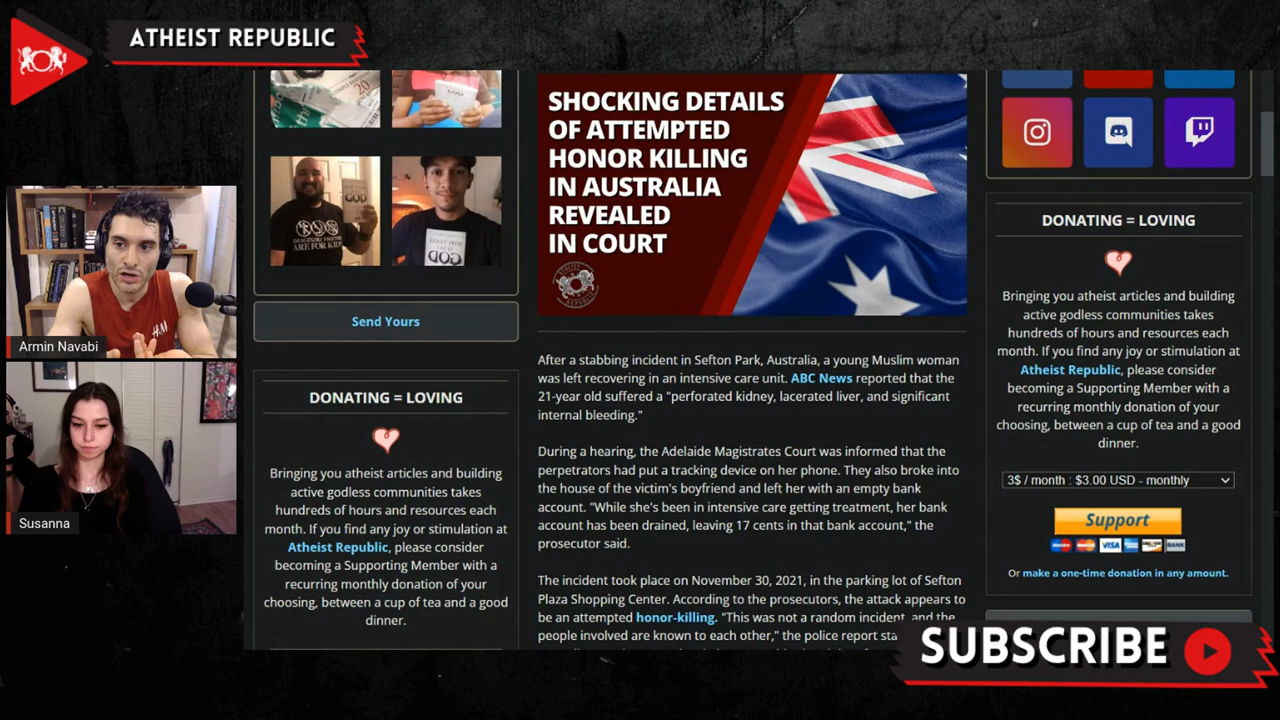 ATHEIST REPUBLIC
Armin Navabi
Susanna
GOD
GOD
ARE FOR KIDS
GOD
Send Yours
DONATING = LOVING
Bringing you atheist articles and building
active godless communities takes
hundreds of hours and resources each
month. If you find any joy or stimulation at
Atheist Republic, please consider
becoming a Supporting Member with a
recurring monthly donation of your
choosing, between a cup of tea and a good
dinner.
SHOCKING DETAILS
OF ATTEMPTED
HONOR KILLING
IN AUSTRALIA
REVEALED
IN COURT
After a stabbing incident in Sefton Park, Australia, a young Muslim woman
was left recovering in an intensive care unit. ABC News reported that the
21-year old suffered a "perforated kidney, lacerated liver, and significant
internal bleeding."
During a hearing, the Adelaide Magistrates Court was informed that the
perpetrators had put a tracking device on her phone. They also broke into
the house of the victim's boyfriend and left her with an empty bank
account. "While she's been in intensive care getting treatment, her bank
account has been drained, leaving 17 cents in that bank account," the
prosecutor said.
The incident took place on November 30, 2021, in the parking lot of Sefton
Plaza Shopping Center. According to the prosecutors, the attack appears to
be an attempted honor-killing. "This was not a random incident, and the
people involved are known to each other," the police report
DONATING = LOVING
Bringing you atheist articles and building
active godless communities takes
hundreds of hours and resources each
month. If you find any joy or stimulation at
Atheist Republic, please consider
becoming a Supporting Member with a
recurring monthly donation of your
choosing, between a cup of tea and a good
dinner.
3$ / month : $3.00 USD - monthly
Support
VISA
BANK
Or make a one-time donation in any amount.
SUBSCRIBE